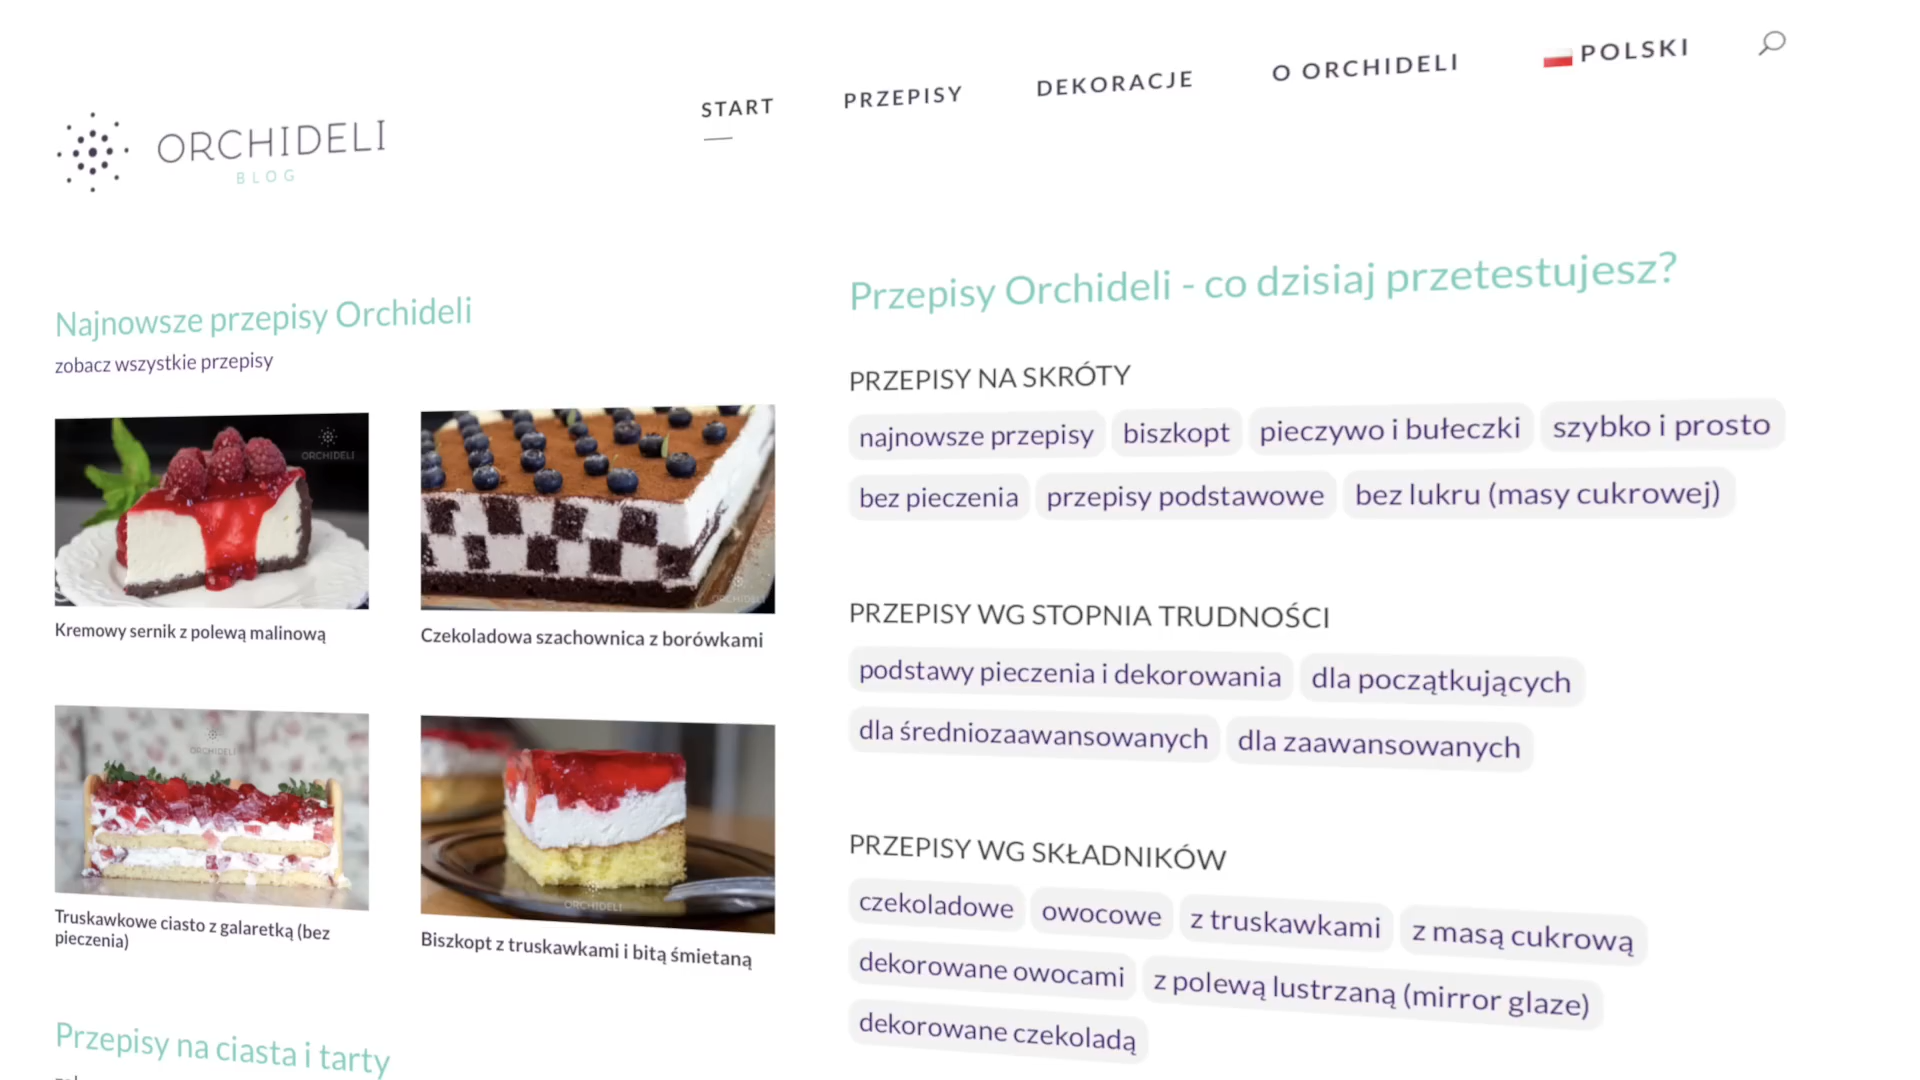 START
PRZEPISY
DEKORACJE
O ORCHIDELI
POLSKI
ORCHIDELI
BLOG
Najnowsze przepisy Orchideli
zobacz wszystkie przepisy
ORCHIDELI
ORCHIDELI
Kremowy sernik z polewą malinową
Czekoladowa szachownica z borówkami
ORCHIDELI
ORCHIDELI
Truskawkowe ciasto z galaretką (bez
pieczenia)
Biszkopt z truskawkami i bitą śmietaną
Przepisy na ciasta i tarty
Przepisy Orchideli - co dzisiaj przetestujesz?
PRZEPISY NA SKRÓTY
najnowsze przepisy biszkopt pieczywo i bułeczki szybko i prosto
bez pieczenia przepisy podstawowe bez lukru (masy cukrowej)
PRZEPISY WG STOPNIA TRUDNOŚCI
podstawy pieczenia i dekorowania dla początkujących
dla średniozaawansowanych dla zaawansowanych
PRZEPISY WG SKŁADNIKÓW
czekoladowe owocowe z truskawkami z masą cukrową
dekorowane owocami z polewą lustrzaną (mirror glaze)
dekorowane czekoladą